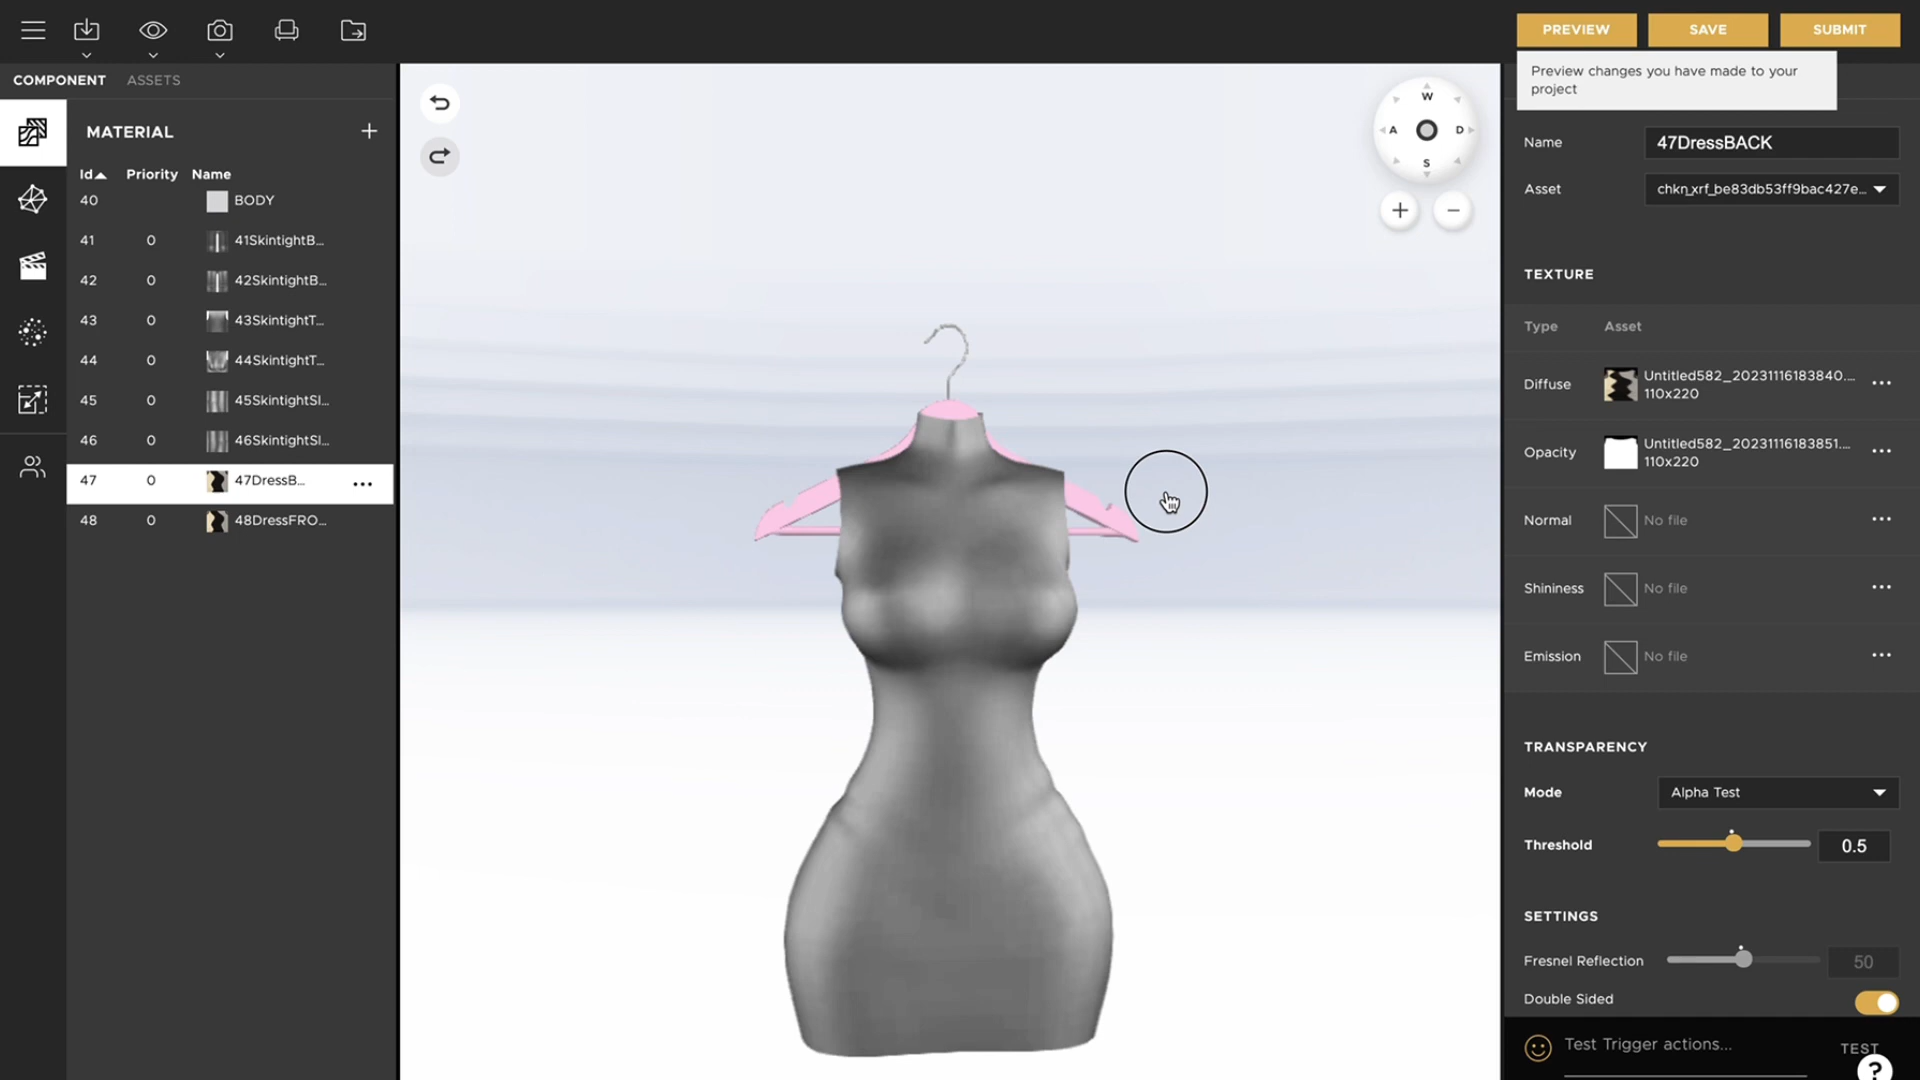 PREVIEW
SAVE
SUBMIT
COMPONENT ASSETS
Preview changes you have made to your
project
MATERIAL
Id Priority Name
40 BODY
41 0 41SkintightB...
42 0 42SkintightB...
43 0 43SkintightT...
44 0 44SkintightT...
45 0 45SkintightSl...
46 0 46SkintightSl...
47 0 47DressB...
48 0 48DressFRO...
W
A D
S
Name 47DressBACK
Asset chkn_xrf_be83db53ff9bac427e...
TEXTURE
Type Asset
Diffuse Untitled582_20231116183840....
110x220
Opacity Untitled582_20231116183851....
110x220
Normal No file
Shininess No file
Emission No file
TRANSPARENCY
Mode Alpha Test
Threshold 0.5
SETTINGS
Fresnel Reflection 50
Double Sided
Test Trigger actions... TEST
?